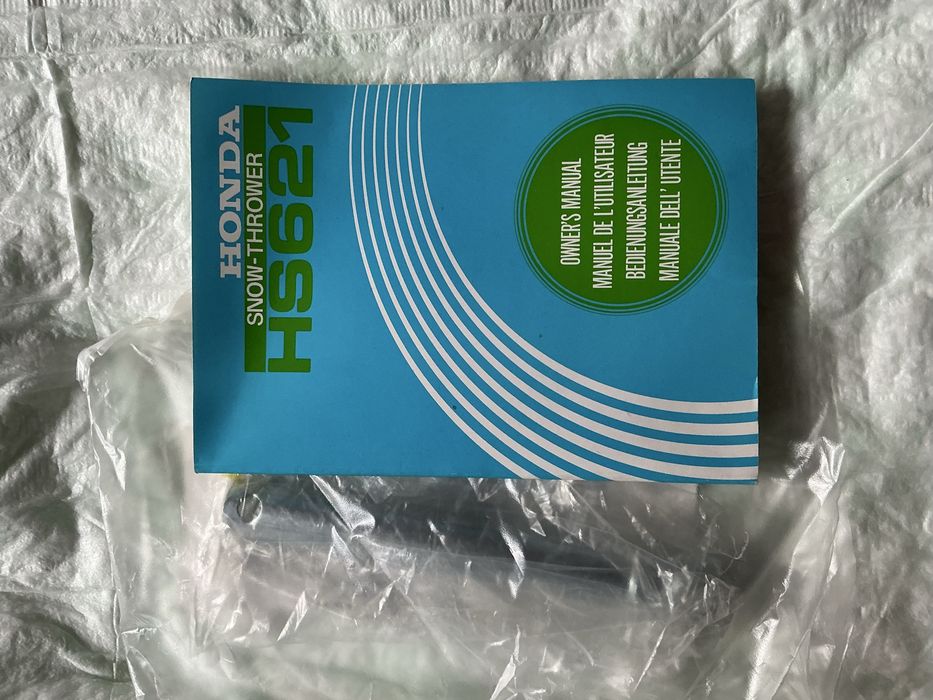 HONDA
SNOW-THROWER
HS621
OWNER'S MANUAL
MANUEL DE L'UTILISATEUR
BEDIENUNGSANLEITUNG
MANUALE DELL' UTENTE